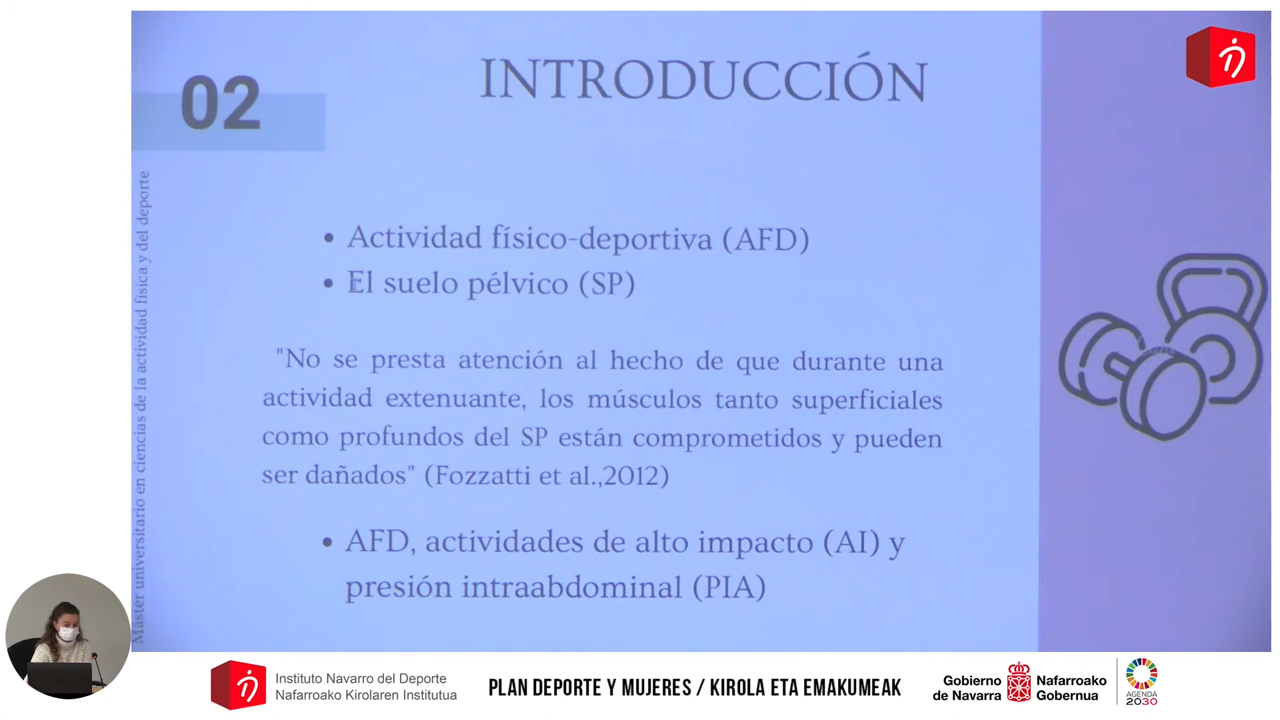 02
INTRODUCCIÓN
Master universitario en ciencias de la actividad física y del deporte
• Actividad físico-deportiva (AFD)
• El suelo pélvico (SP)
"No se presta atención al hecho de que durante una
actividad extenuante, los músculos tanto superficiales
como profundos del SP están comprometidos y pueden
ser dañados" (Fozzatti et al.,2012)
• AFD, actividades de alto impacto (AI) y
presión intraabdominal (PIA)
Instituto Navarro del Deporte
Nafarroako Kirolaren Institutua
PLAN DEPORTE Y MUJERES / KIROLA ETA EMAKUMEAK
Gobierno
de Navarra
Nafarroako
Gobernua
AGENDA
2030